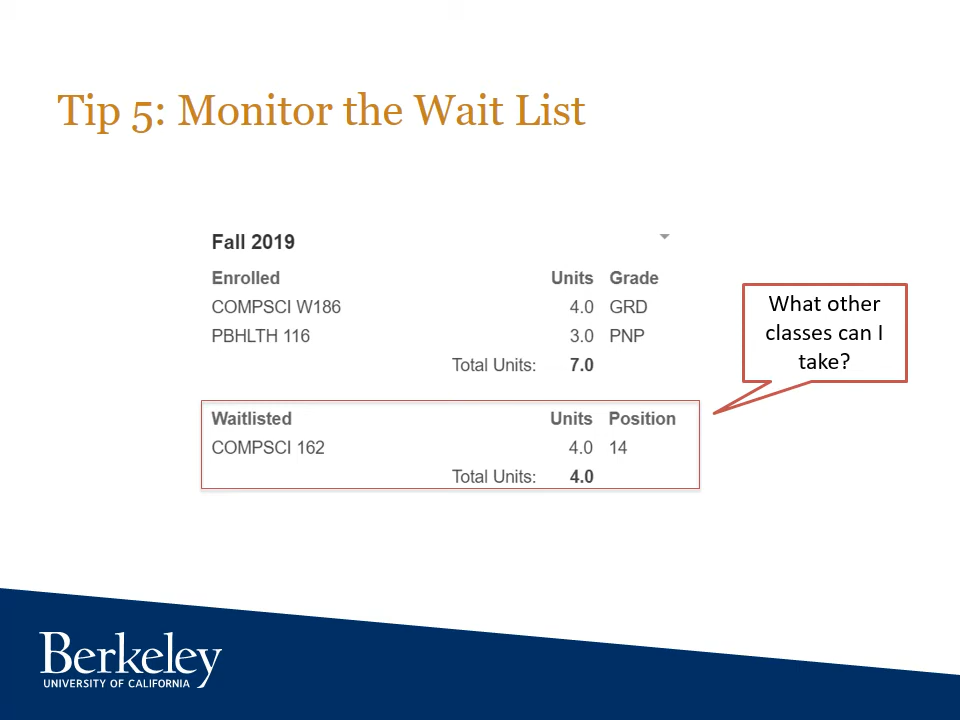 Tip 5: Monitor the Wait List
Fall 2019
Enrolled Units Grade
COMPSCI W186 4.0 GRD
PBHLTH 116 3.0 PNP
Total Units: 7.0
What other
classes can I
take?
Waitlisted Units Position
COMPSCI 162 4.0 14
Total Units: 4.0
Berkeley
UNIVERSITY OF CALIFORNIA